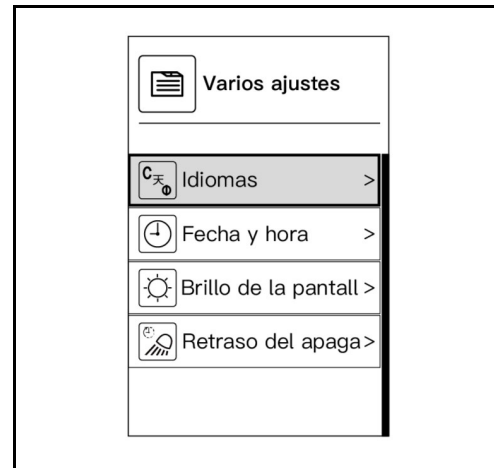 Varios ajustes
Idiomas >
Fecha y hora >
Brillo de la pantall >
Retraso del apaga>